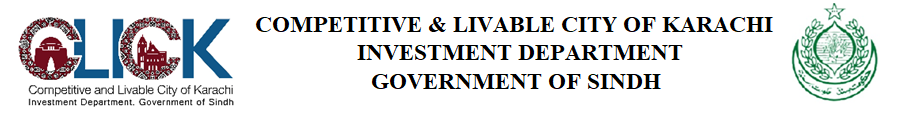 CLICK
Competitive and Livable City of Karachi
Investment Department. Government of Sindh
COMPETITIVE & LIVABLE CITY OF KARACHI
INVESTMENT DEPARTMENT
GOVERNMENT OF SINDH